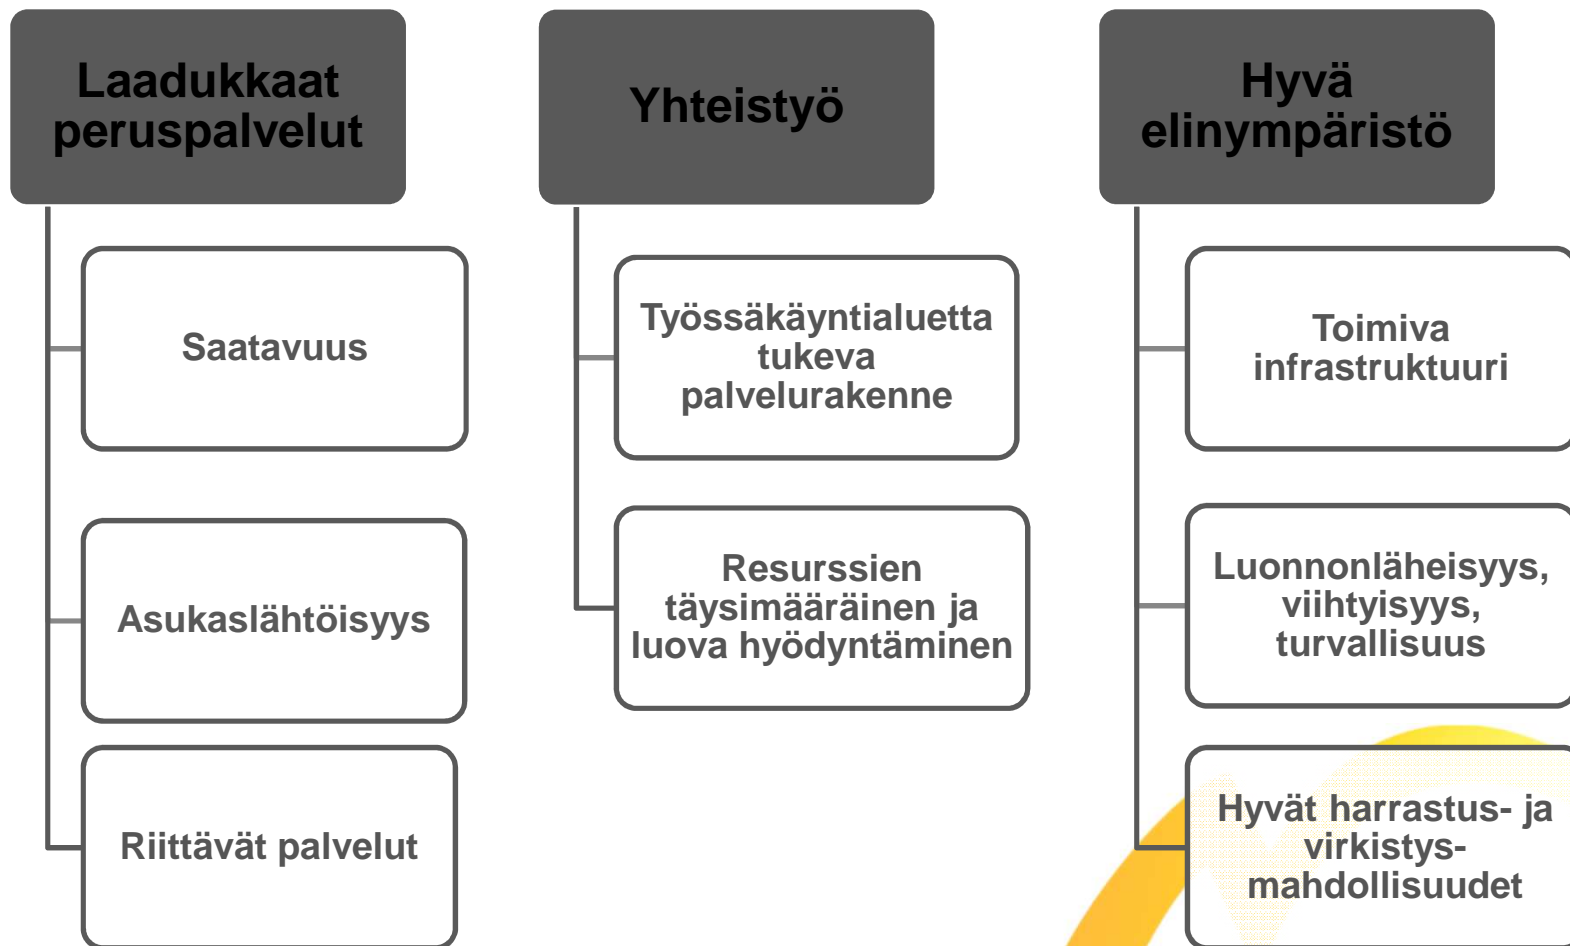 Laadukkaat
peruspalvelut
Saatavuus
Asukaslähtöisyys
Riittävät palvelut
Yhteistyö
Työssäkäyntialuetta
tukeva
palvelurakenne
Resurssien
täysimääräinen ja
luova hyödyntäminen
Hyvä
elinympäristö
Toimiva
infrastruktuuri
Luonnonläheisyys,
viihtyisyys,
turvallisuus
Hyvät harrastus- ja
virkistys-
mahdollisuudet